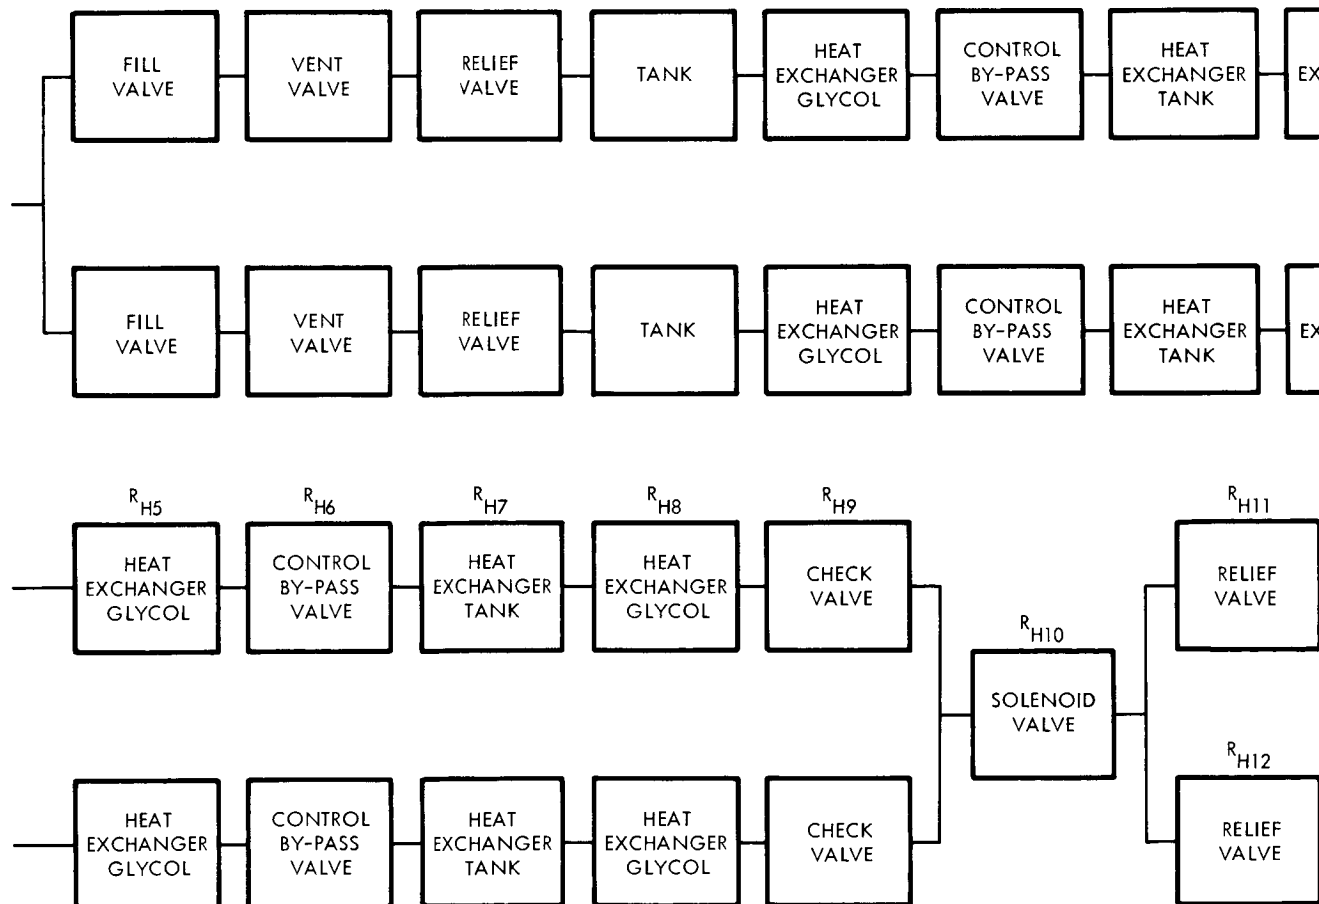 FILL
VALVE
VENT
VALVE
RELIEF
VALVE
TANK
HEAT
EXCHANGER
GLYCOL
CONTROL
BY-PASS
VALVE
HEAT
EXCHANGER
TANK
EX
FILL
VALVE
VENT
VALVE
RELIEF
VALVE
TANK
HEAT
EXCHANGER
GLYCOL
CONTROL
BY-PASS
VALVE
HEAT
EXCHANGER
TANK
EX
RH5
HEAT
EXCHANGER
GLYCOL
RH6
CONTROL
BY-PASS
VALVE
RH7
HEAT
EXCHANGER
TANK
RH8
HEAT
EXCHANGER
GLYCOL
RH9
CHECK
VALVE
RH10
SOLENOID
VALVE
RH11
RELIEF
VALVE
HEAT
EXCHANGER
GLYCOL
CONTROL
BY-PASS
VALVE
HEAT
EXCHANGER
TANK
HEAT
EXCHANGER
GLYCOL
CHECK
VALVE
RH12
RELIEF
VALVE